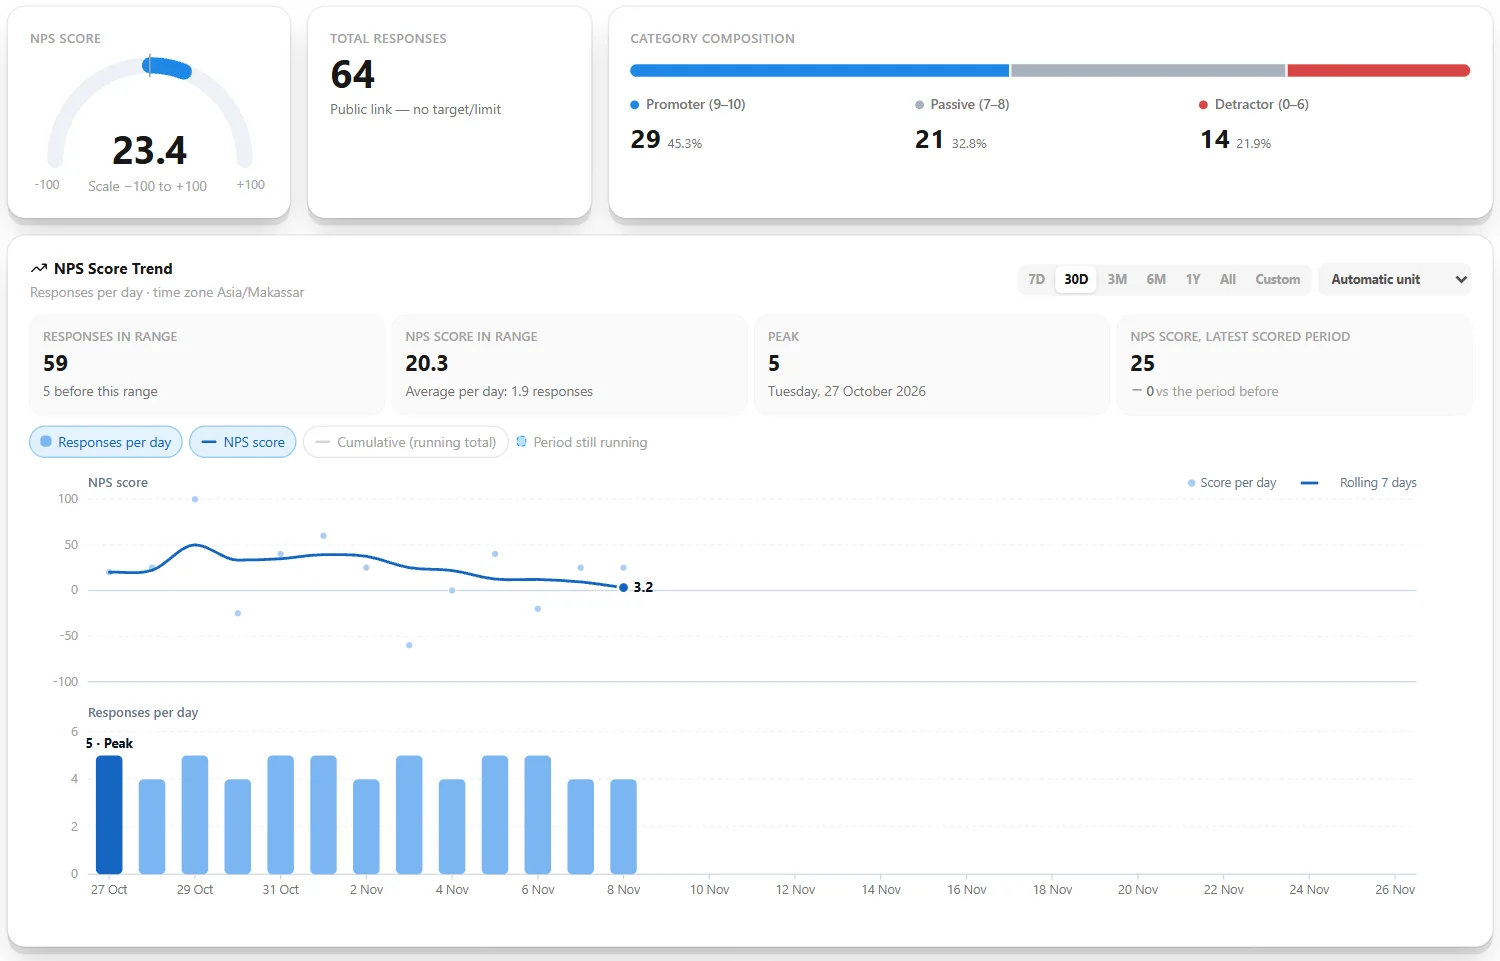 NPS SCORE
23.4
-100
Scale −100 to +100
+100
TOTAL RESPONSES
64
Public link — no target/limit
CATEGORY COMPOSITION
Promoter (9–10)
29 45.3%
Passive (7–8)
21 32.8%
Detractor (0–6)
14 21.9%
NPS Score Trend
Responses per day · time zone Asia/Makassar
7D 30D 3M 6M 1Y All Custom
Automatic unit
RESPONSES IN RANGE
59
5 before this range
NPS SCORE IN RANGE
20.3
Average per day: 1.9 responses
PEAK
5
Tuesday, 27 October 2026
NPS SCORE, LATEST SCORED PERIOD
25
— 0 vs the period before
Responses per day
NPS score
Cumulative (running total)
Period still running
NPS score
Score per day
Rolling 7 days
100
50
0
-50
-100
3.2
Responses per day
6
5 · Peak
4
2
0
27 Oct 29 Oct 31 Oct 2 Nov 4 Nov 6 Nov 8 Nov 10 Nov 12 Nov 14 Nov 16 Nov 18 Nov 20 Nov 22 Nov 24 Nov 26 Nov